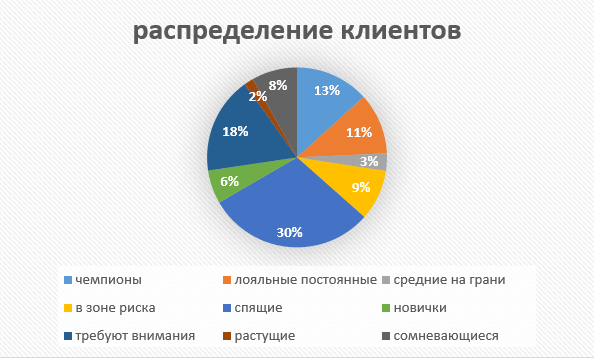 распределение клиентов
13%
11%
3%
9%
30%
6%
18%
2%
8%
чемпионы лояльные постоянные средние на грани
в зоне риска спящие новички
требуют внимания растущие сомневающиеся